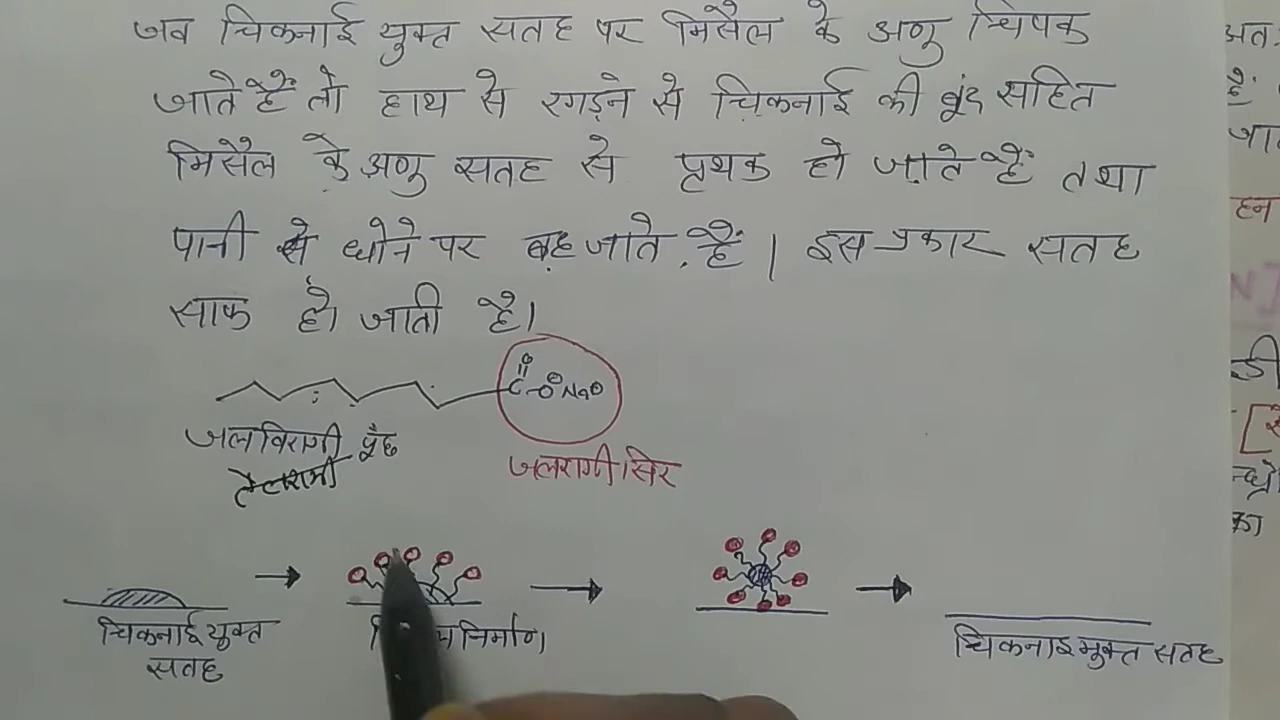 जब चिकनाई युक्त सतह पर मिसैल के अणु चिपक
जाते हैं तो हाथ से रगड़ने से चिकनाई की बूंद सहित
मिसैल के अणु सतह से पृथक हो जाते हैं तथा
पानी से धोने पर बह जाते हैं। इस प्रकार सतह
साफ हो जाती है।
O
C-O⊖Na⊕
जलविरागी पूँछ
जलरागी सिर
चिकनाई युक्त
सतह
निर्माण
चिकनाई मुक्त सतह